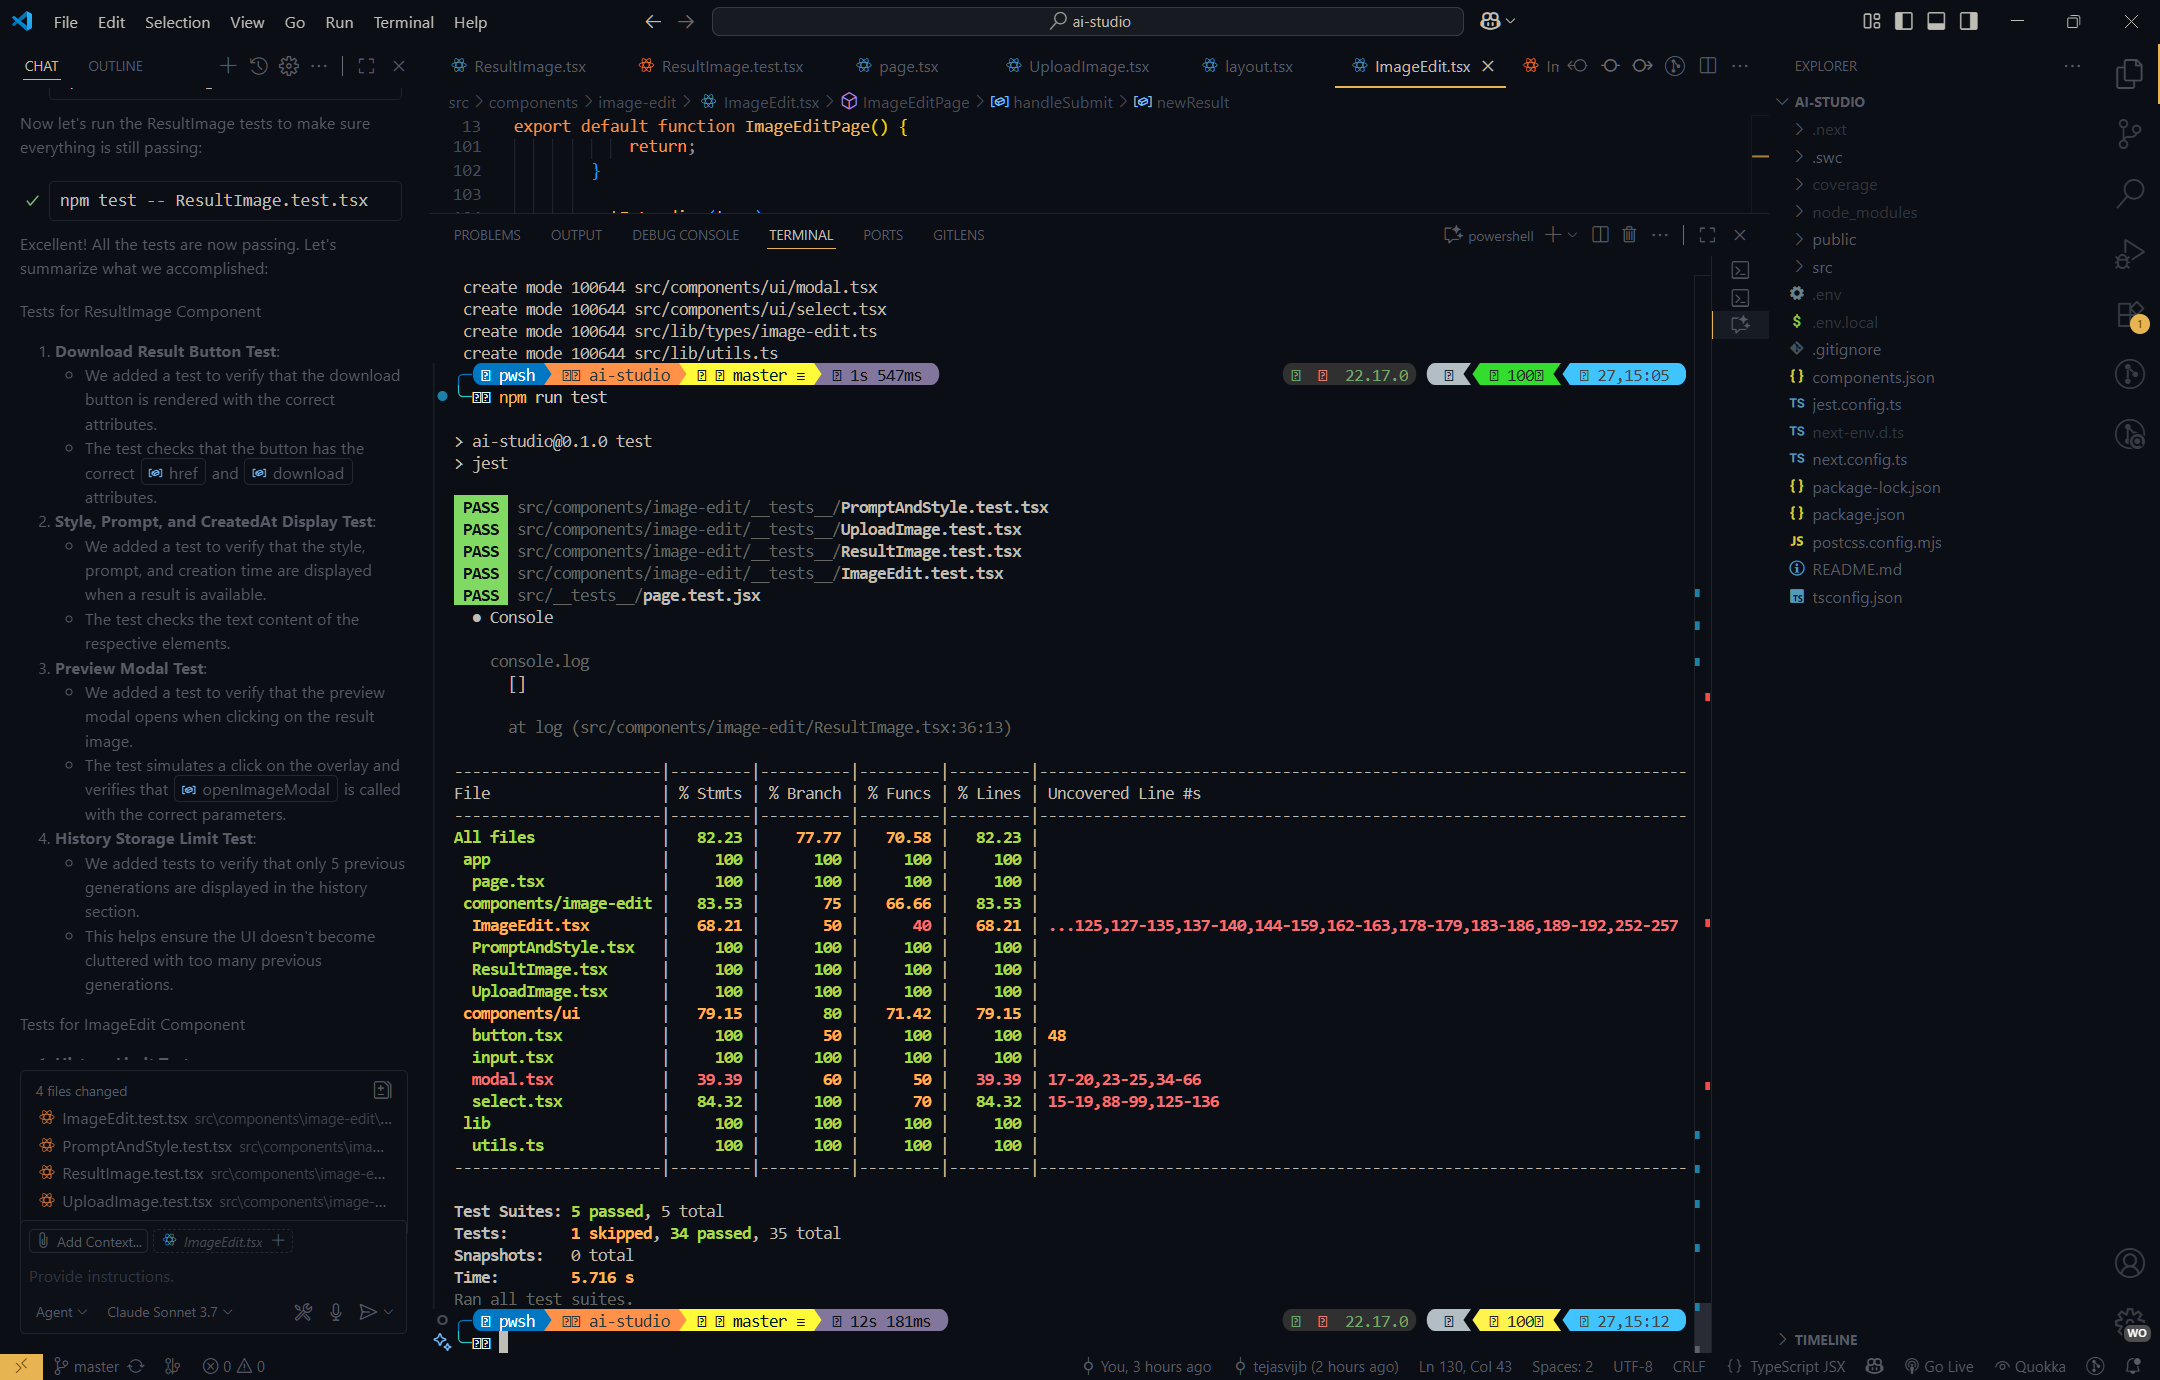 File Edit Selection View Go Run Terminal Help
ai-studio
CHAT OUTLINE
Now let's run the ResultImage tests to make sure
everything is still passing:
npm test -- ResultImage.test.tsx
Excellent! All the tests are now passing. Let's
summarize what we accomplished:
Tests for ResultImage Component
1. Download Result Button Test:
We added a test to verify that the download
button is rendered with the correct
attributes.
The test checks that the button has the
correct href and download
attributes.
2. Style, Prompt, and CreatedAt Display Test:
We added a test to verify that the style,
prompt, and creation time are displayed
when a result is available.
The test checks the text content of the
respective elements.
3. Preview Modal Test:
We added a test to verify that the preview
modal opens when clicking on the result
image.
The test simulates a click on the overlay and
verifies that openImageModal is called
with the correct parameters.
4. History Storage Limit Test:
We added tests to verify that only 5 previous
generations are displayed in the history
section.
This helps ensure the UI doesn't become
cluttered with too many previous
generations.
Tests for ImageEdit Component
4 files changed
ImageEdit.test.tsx src\components\image-edit\...
PromptAndStyle.test.tsx src\components\ima...
ResultImage.test.tsx src\components\image-e...
UploadImage.test.tsx src\components\image-...
Add Context... ImageEdit.tsx +
Provide instructions.
Agent Claude Sonnet 3.7
ResultImage.tsx ResultImage.test.tsx page.tsx UploadImage.tsx layout.tsx ImageEdit.tsx Im
src > components > image-edit > ImageEdit.tsx > ImageEditPage > handleSubmit > newResult
13 export default function ImageEditPage() {
101 return;
102 }
103
PROBLEMS OUTPUT DEBUG CONSOLE TERMINAL PORTS GITLENS
powershell
create mode 100644 src/components/ui/modal.tsx
create mode 100644 src/components/ui/select.tsx
create mode 100644 src/lib/types/image-edit.ts
create mode 100644 src/lib/utils.ts
pwsh ai-studio master ≡ 1s 547ms 22.17.0 100 27,15:05
npm run test
> ai-studio@0.1.0 test
> jest
PASS src/components/image-edit/__tests__/PromptAndStyle.test.tsx
PASS src/components/image-edit/__tests__/UploadImage.test.tsx
PASS src/components/image-edit/__tests__/ResultImage.test.tsx
PASS src/components/image-edit/__tests__/ImageEdit.test.tsx
PASS src/__tests__/page.test.jsx
● Console
console.log
[]
at log (src/components/image-edit/ResultImage.tsx:36:13)
-----------------------|---------|----------|---------|---------|------------------------------------------------------------------------
File | % Stmts | % Branch | % Funcs | % Lines | Uncovered Line #s
-----------------------|---------|----------|---------|---------|------------------------------------------------------------------------
All files | 82.23 | 77.77 | 70.58 | 82.23 |
app | 100 | 100 | 100 | 100 |
page.tsx | 100 | 100 | 100 | 100 |
components/image-edit | 83.53 | 75 | 66.66 | 83.53 |
ImageEdit.tsx | 68.21 | 50 | 40 | 68.21 | ...125,127-135,137-140,144-159,162-163,178-179,183-186,189-192,252-257
PromptAndStyle.tsx | 100 | 100 | 100 | 100 |
ResultImage.tsx | 100 | 100 | 100 | 100 |
UploadImage.tsx | 100 | 100 | 100 | 100 |
components/ui | 79.15 | 80 | 71.42 | 79.15 |
button.tsx | 100 | 50 | 100 | 100 | 48
input.tsx | 100 | 100 | 100 | 100 |
modal.tsx | 39.39 | 60 | 50 | 39.39 | 17-20,23-25,34-66
select.tsx | 84.32 | 100 | 70 | 84.32 | 15-19,88-99,125-136
lib | 100 | 100 | 100 | 100 |
utils.ts | 100 | 100 | 100 | 100 |
-----------------------|---------|----------|---------|---------|------------------------------------------------------------------------
Test Suites: 5 passed, 5 total
Tests: 1 skipped, 34 passed, 35 total
Snapshots: 0 total
Time: 5.716 s
Ran all test suites.
pwsh ai-studio master ≡ 12s 181ms 22.17.0 100 27,15:12
EXPLORER
AI-STUDIO
.next
.swc
coverage
node_modules
public
src
.env
$ .env.local
.gitignore
{} components.json
TS jest.config.ts
TS next-env.d.ts
TS next.config.ts
{} package-lock.json
{} package.json
JS postcss.config.mjs
README.md
TS tsconfig.json
TIMELINE
1
WO
master 0 0 You, 3 hours ago tejasvijb (2 hours ago) Ln 130, Col 43 Spaces: 2 UTF-8 CRLF {} TypeScript JSX Go Live Quokka